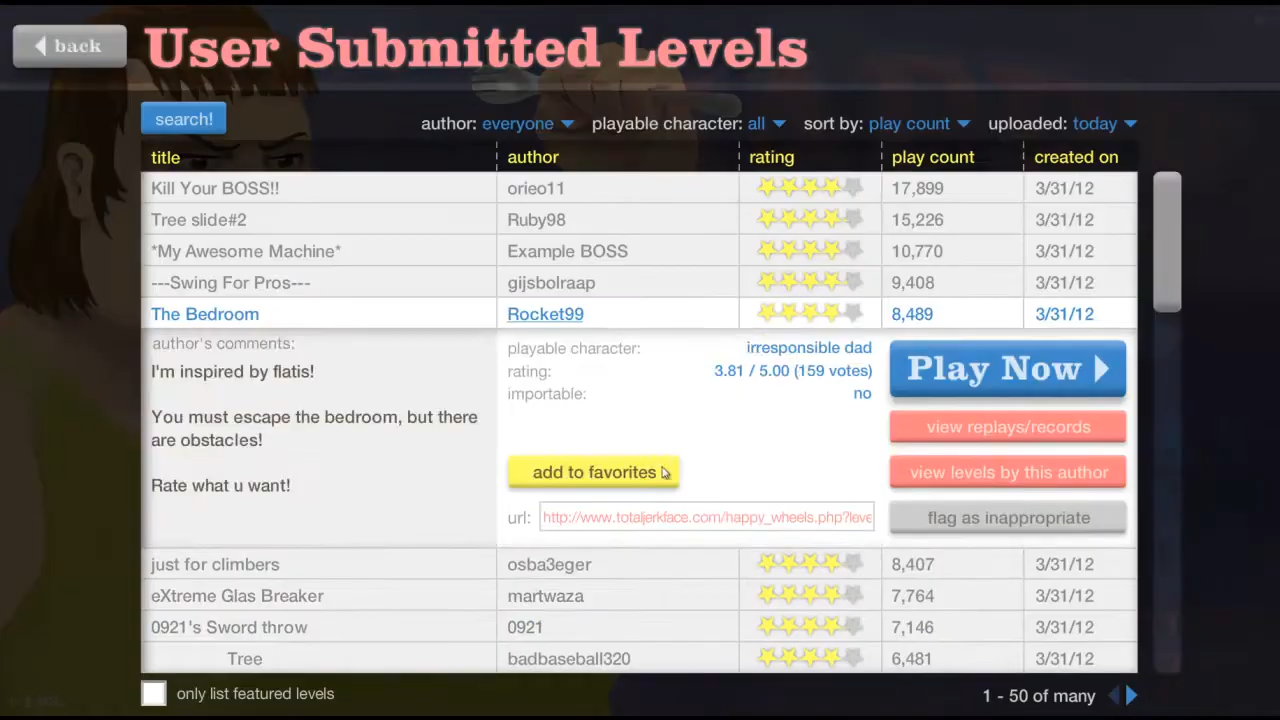 back
User Submitted Levels
search!
author: everyone playable character: all sort by: play count uploaded: today
title author rating play count created on
Kill Your BOSS!! orieo11 17,899 3/31/12
Tree slide#2 Ruby98 15,226 3/31/12
*My Awesome Machine* Example BOSS 10,770 3/31/12
---Swing For Pros--- gijsbolraap 9,408 3/31/12
The Bedroom Rocket99 8,489 3/31/12
author's comments:
I'm inspired by flatis!
You must escape the bedroom, but there
are obstacles!
Rate what u want!
playable character: irresponsible dad
rating: 3.81 / 5.00 (159 votes)
importable: no
add to favorites
url: http://www.totaljerkface.com/happy_wheels.php?leve
Play Now
view replays/records
view levels by this author
flag as inappropriate
just for climbers osba3eger 8,407 3/31/12
eXtreme Glas Breaker martwaza 7,764 3/31/12
0921's Sword throw 0921 7,146 3/31/12
Tree badbaseball320 6,481 3/31/12
only list featured levels
1 - 50 of many